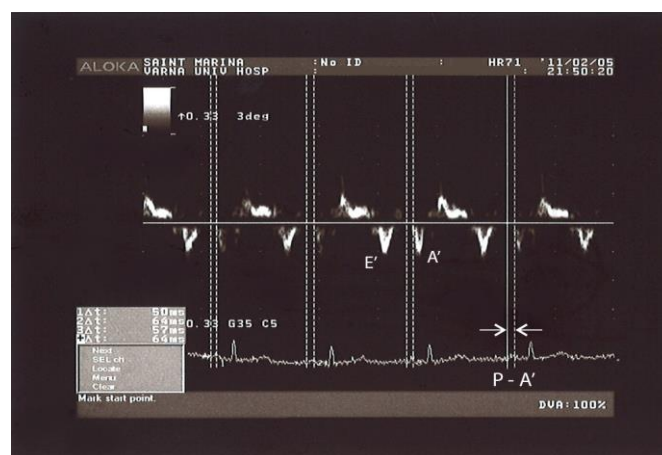 ALOKA SAINT MARINA :No ID : HR71 '11/02/05
VARNA UNIV HOSP : : 21:50:20
↑0.33 3deg
E' A'
1Δt: 50ms
2Δt: 64ms
3Δt: 57ms
+Δt: 64ms
0.33 G35 C5
Next
SEL ch
Locate
Menu
Clear
P - A'
Mark start point.
DVA:100%